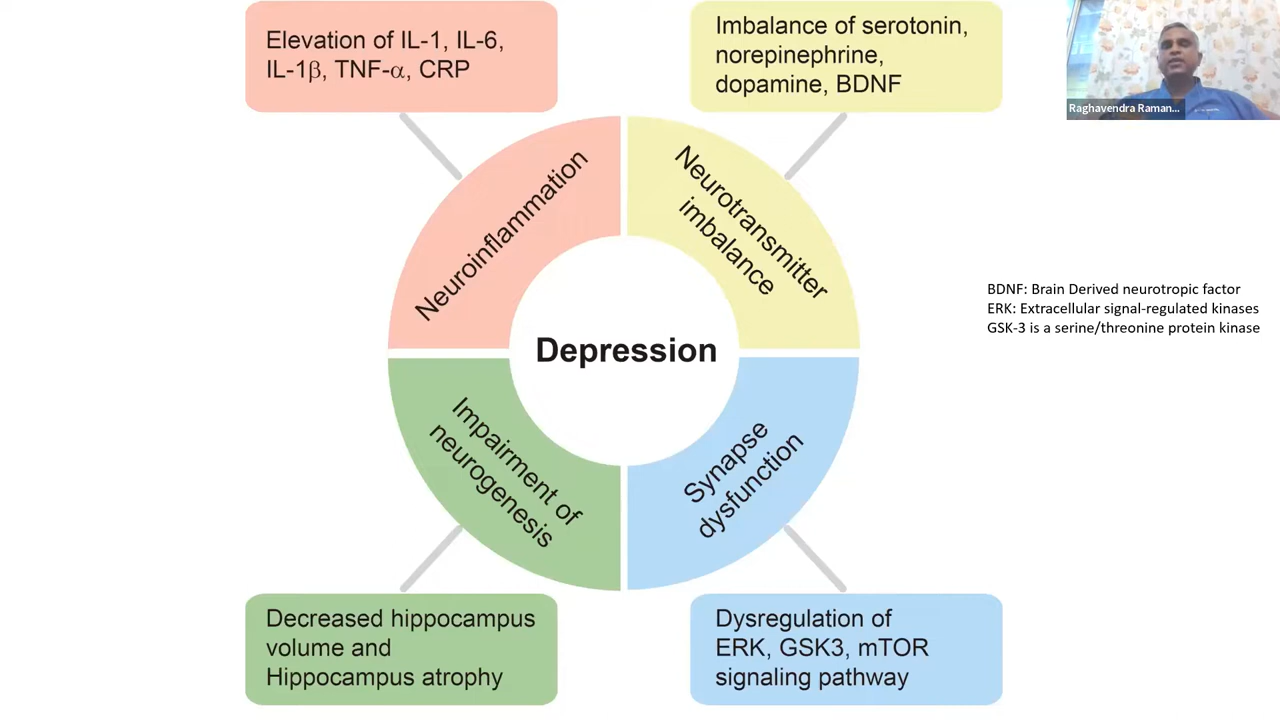 Elevation of IL-1, IL-6,
IL-1β, TNF-α, CRP
Imbalance of serotonin,
norepinephrine,
dopamine, BDNF
Raghavendra Raman...
Neuroinflammation
Neurotransmitter
imbalance
BDNF: Brain Derived neurotropic factor
ERK: Extracellular signal-regulated kinases
GSK-3 is a serine/threonine protein kinase
Depression
Impairment of
neurogenesis
Synapse
dysfunction
Decreased hippocampus
volume and
Hippocampus atrophy
Dysregulation of
ERK, GSK3, mTOR
signaling pathway